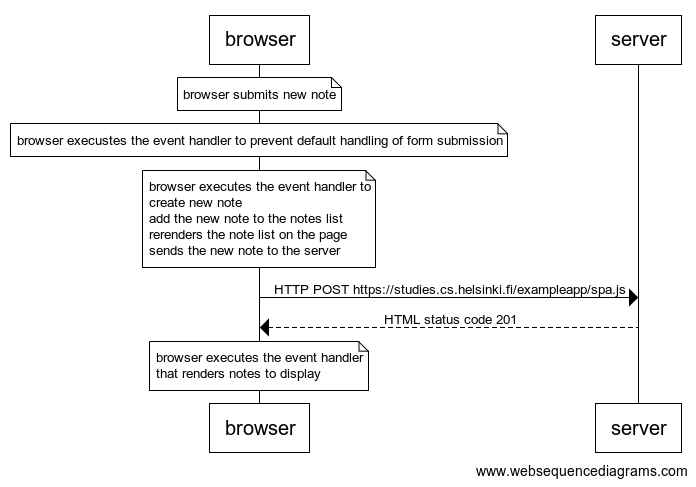 browser
server
browser submits new note
browser execustes the event handler to prevent default handling of form submission
browser executes the event handler to
create new note
add the new note to the notes list
rerenders the note list on the page
sends the new note to the server
HTTP POST https://studies.cs.helsinki.fi/exampleapp/spa.js
HTML status code 201
browser executes the event handler
that renders notes to display
browser
server
www.websequencediagrams.com